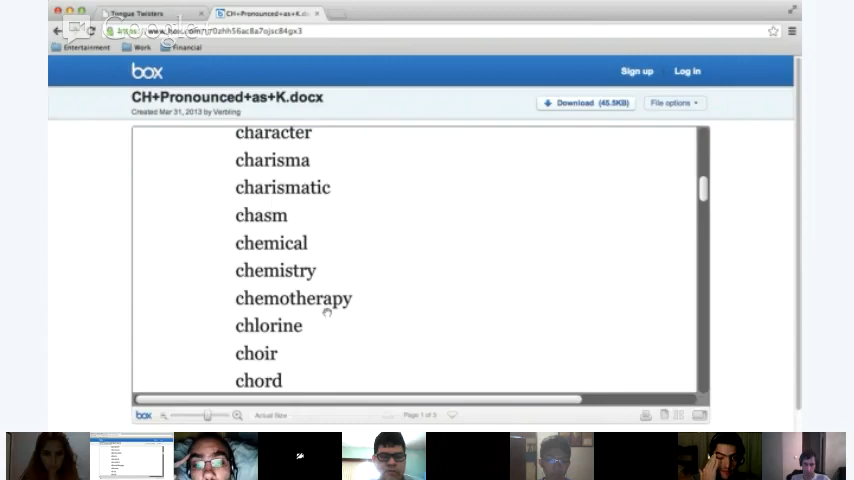 Tongue Twisters
CH+Pronounced+as+K.d
Google
Entertainment Work Financial
box
Sign up Log in
CH+Pronounced+as+K.docx
Created Mar 31, 2013 by Verbling
Download (45.5KB) File options
character
charisma
charismatic
chasm
chemical
chemistry
chemotherapy
chlorine
choir
chord
box Actual Size Page 1 of 3